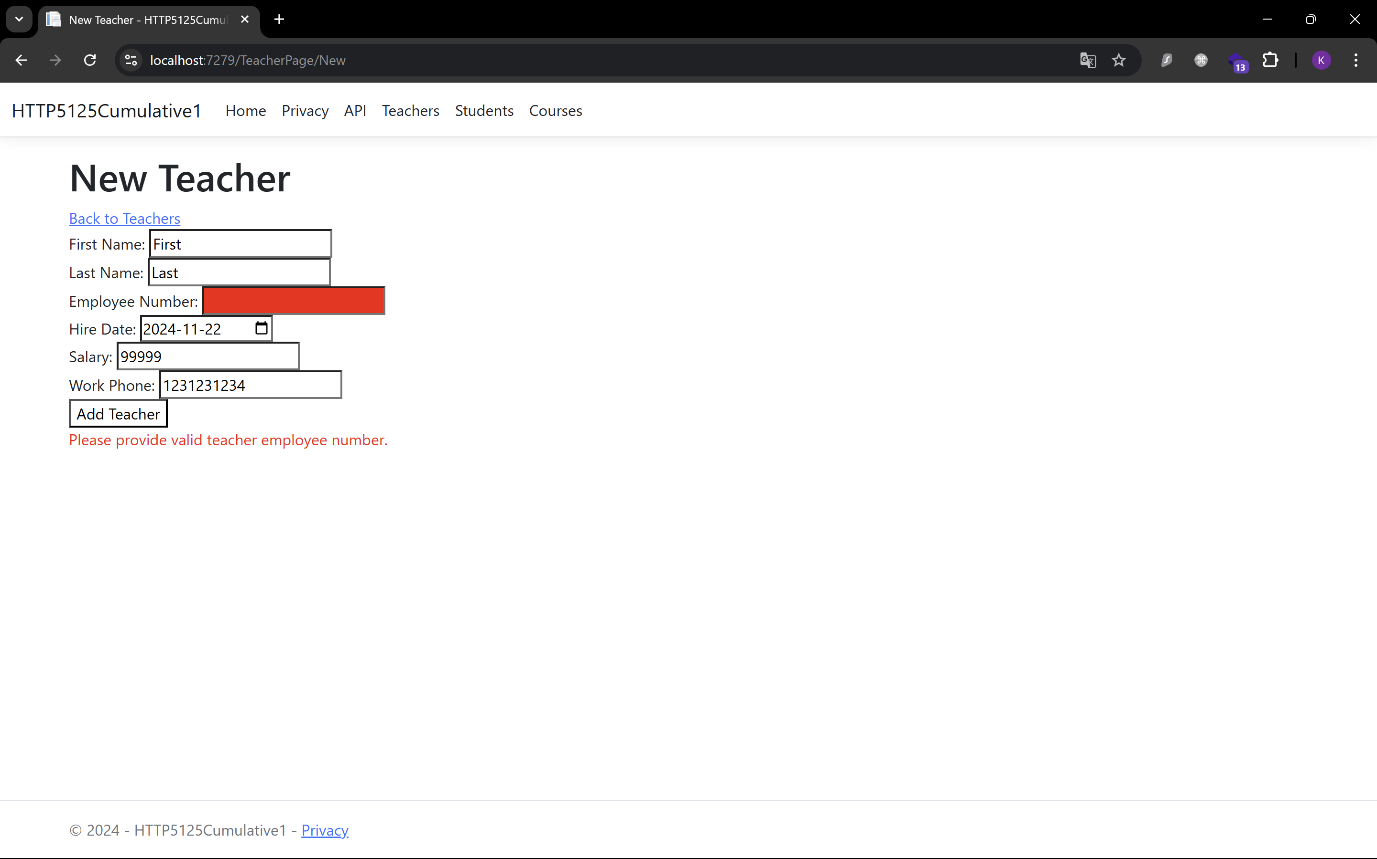 New Teacher - HTTP5125Cumul
localhost:7279/TeacherPage/New
13
K
HTTP5125Cumulative1 Home Privacy API Teachers Students Courses
New Teacher
Back to Teachers
First Name: First
Last Name: Last
Employee Number:
Hire Date: 2024-11-22
Salary: 99999
Work Phone: 1231231234
Add Teacher
Please provide valid teacher employee number.
© 2024 - HTTP5125Cumulative1 - Privacy